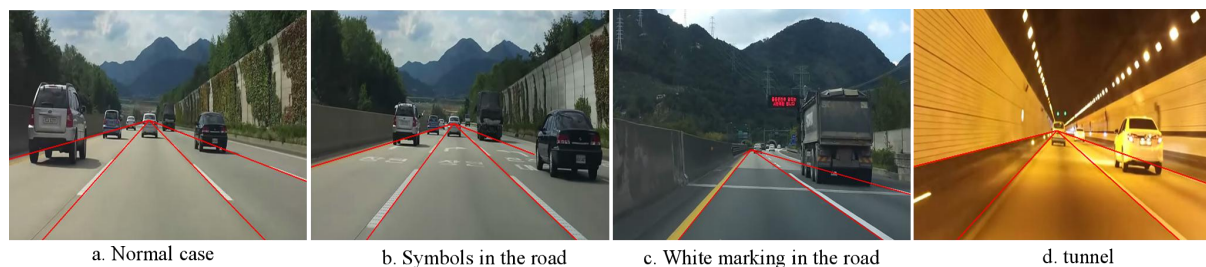 a. Normal case
b. Symbols in the road
c. White marking in the road
d. tunnel